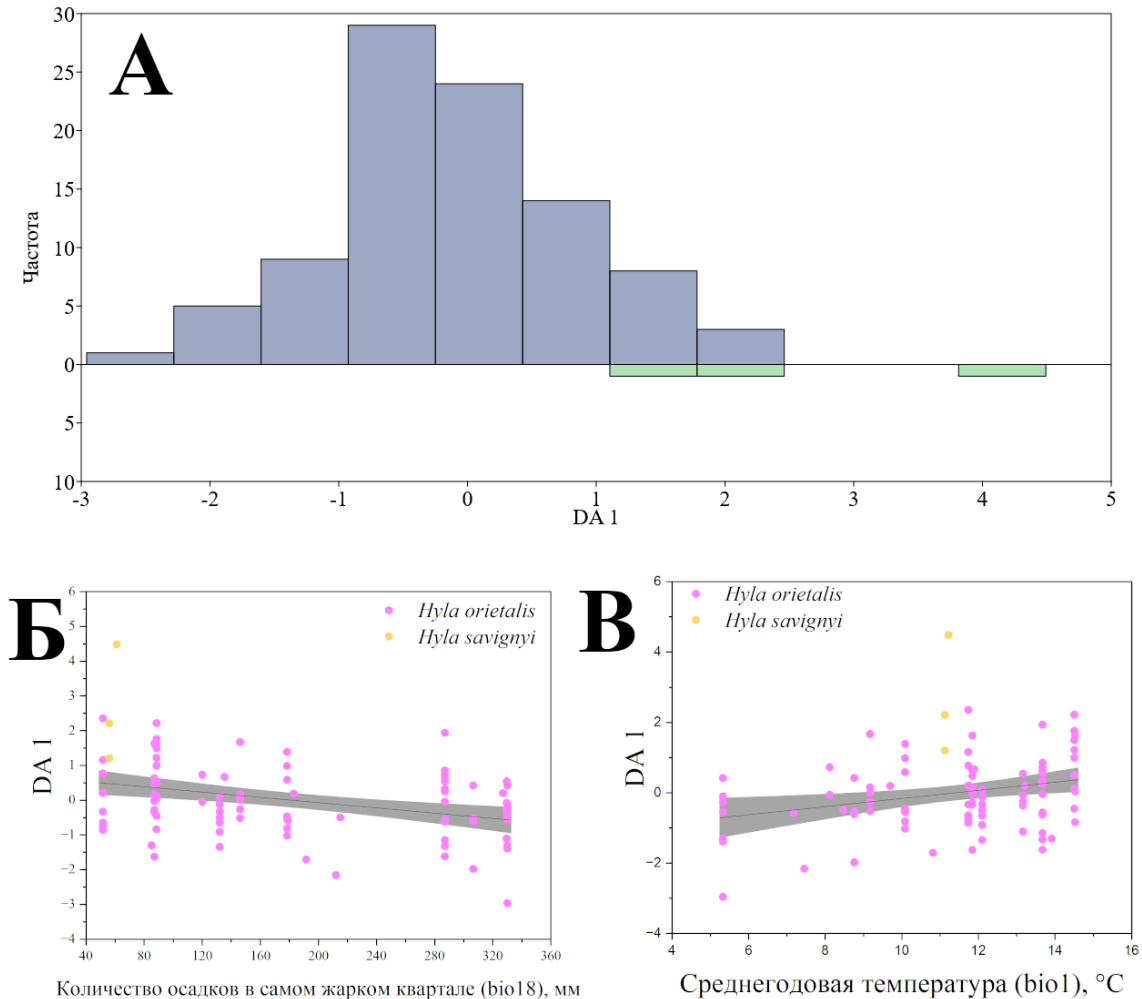 А
30
25
20
15
10
5
0
5
10
Частота
-3 -2 -1 0 1 2 3 4 5
DA 1
Б
6
5
4
3
2
1
0
−1
−2
−3
−4
DA 1
Hyla orietalis
Hyla savignyi
40 80 120 160 200 240 280 320 360
Количество осадков в самом жарком квартале (bio18), мм
В
6
4
2
0
−2
−4
DA 1
Hyla orietalis
Hyla savignyi
4 6 8 10 12 14 16
Среднегодовая температура (bio1), °C